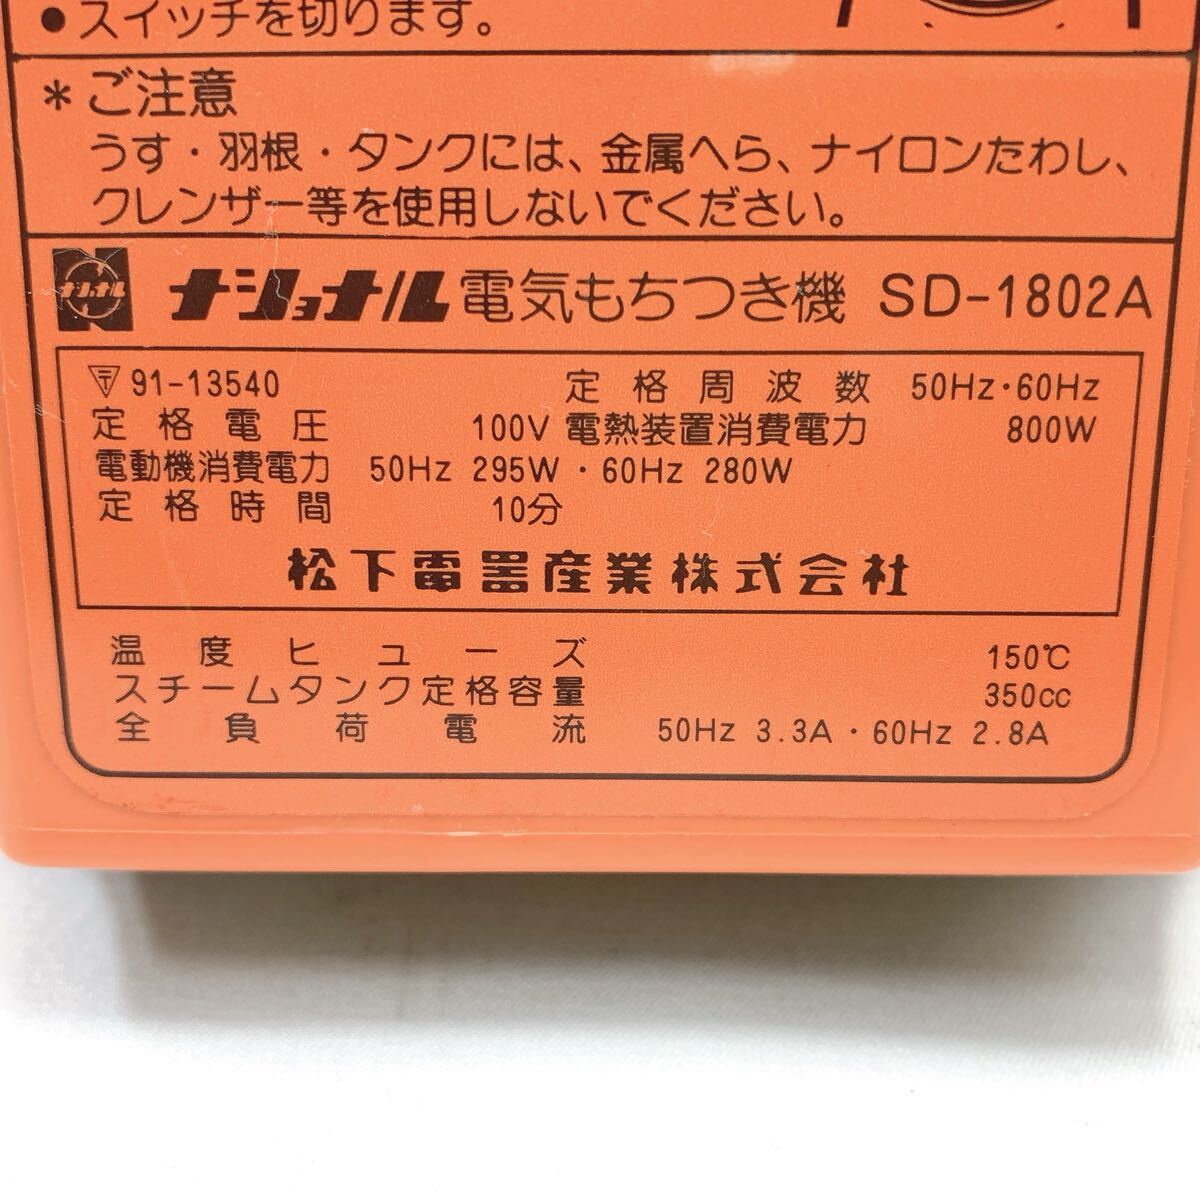 ●スイッチを切ります。
＊ご注意
うす・羽根・タンクには、金属へら、ナイロンたわし、
クレンザー等を使用しないでください。
ナショナル
ナショナル 電気もちつき機 SD-1802A
〒 91-13540 定格周波数 50Hz・60Hz
定格電圧 100V 電熱装置消費電力 800W
電動機消費電力 50Hz 295W・60Hz 280W
定格時間 10分
松下電器産業株式会社
温度ヒューズ 150℃
スチームタンク定格容量 350cc
全負荷電流 50Hz 3.3A・60Hz 2.8A